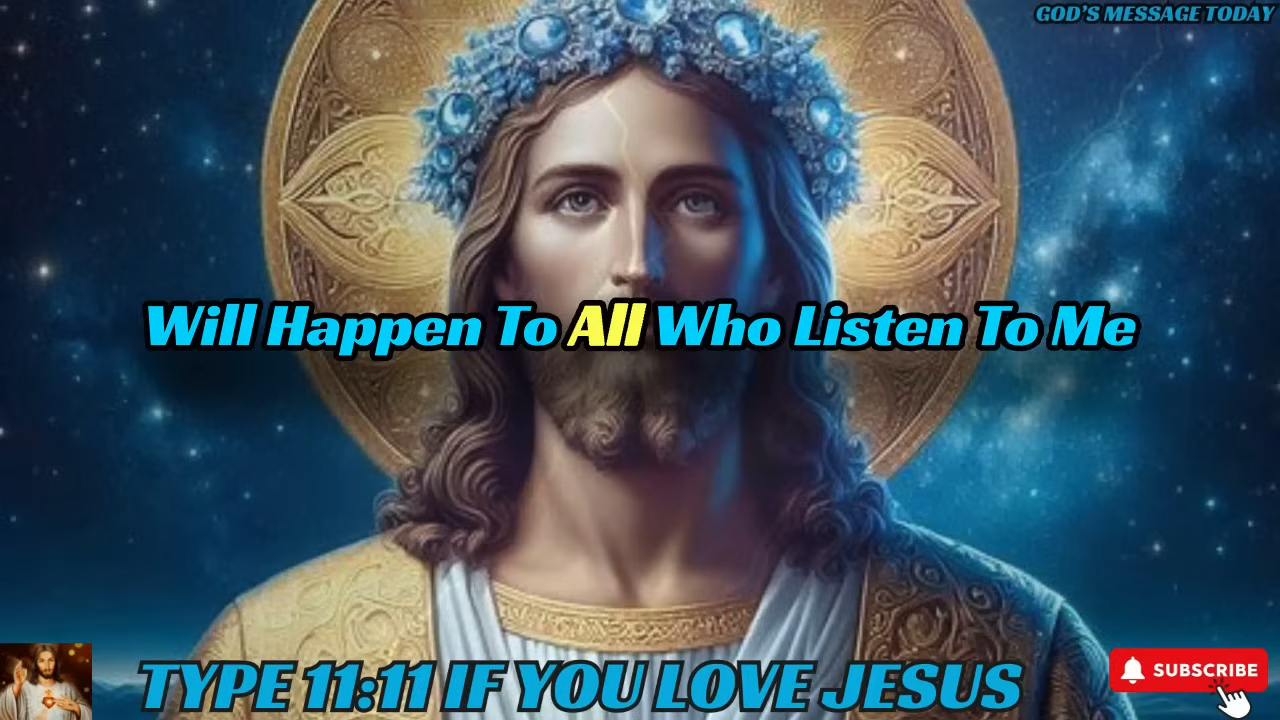 GOD'S MESSAGE TODAY
Will Happen To All Who Listen To Me
TYPE 11:11 IF YOU LOVE JESUS
SUBSCRIBE